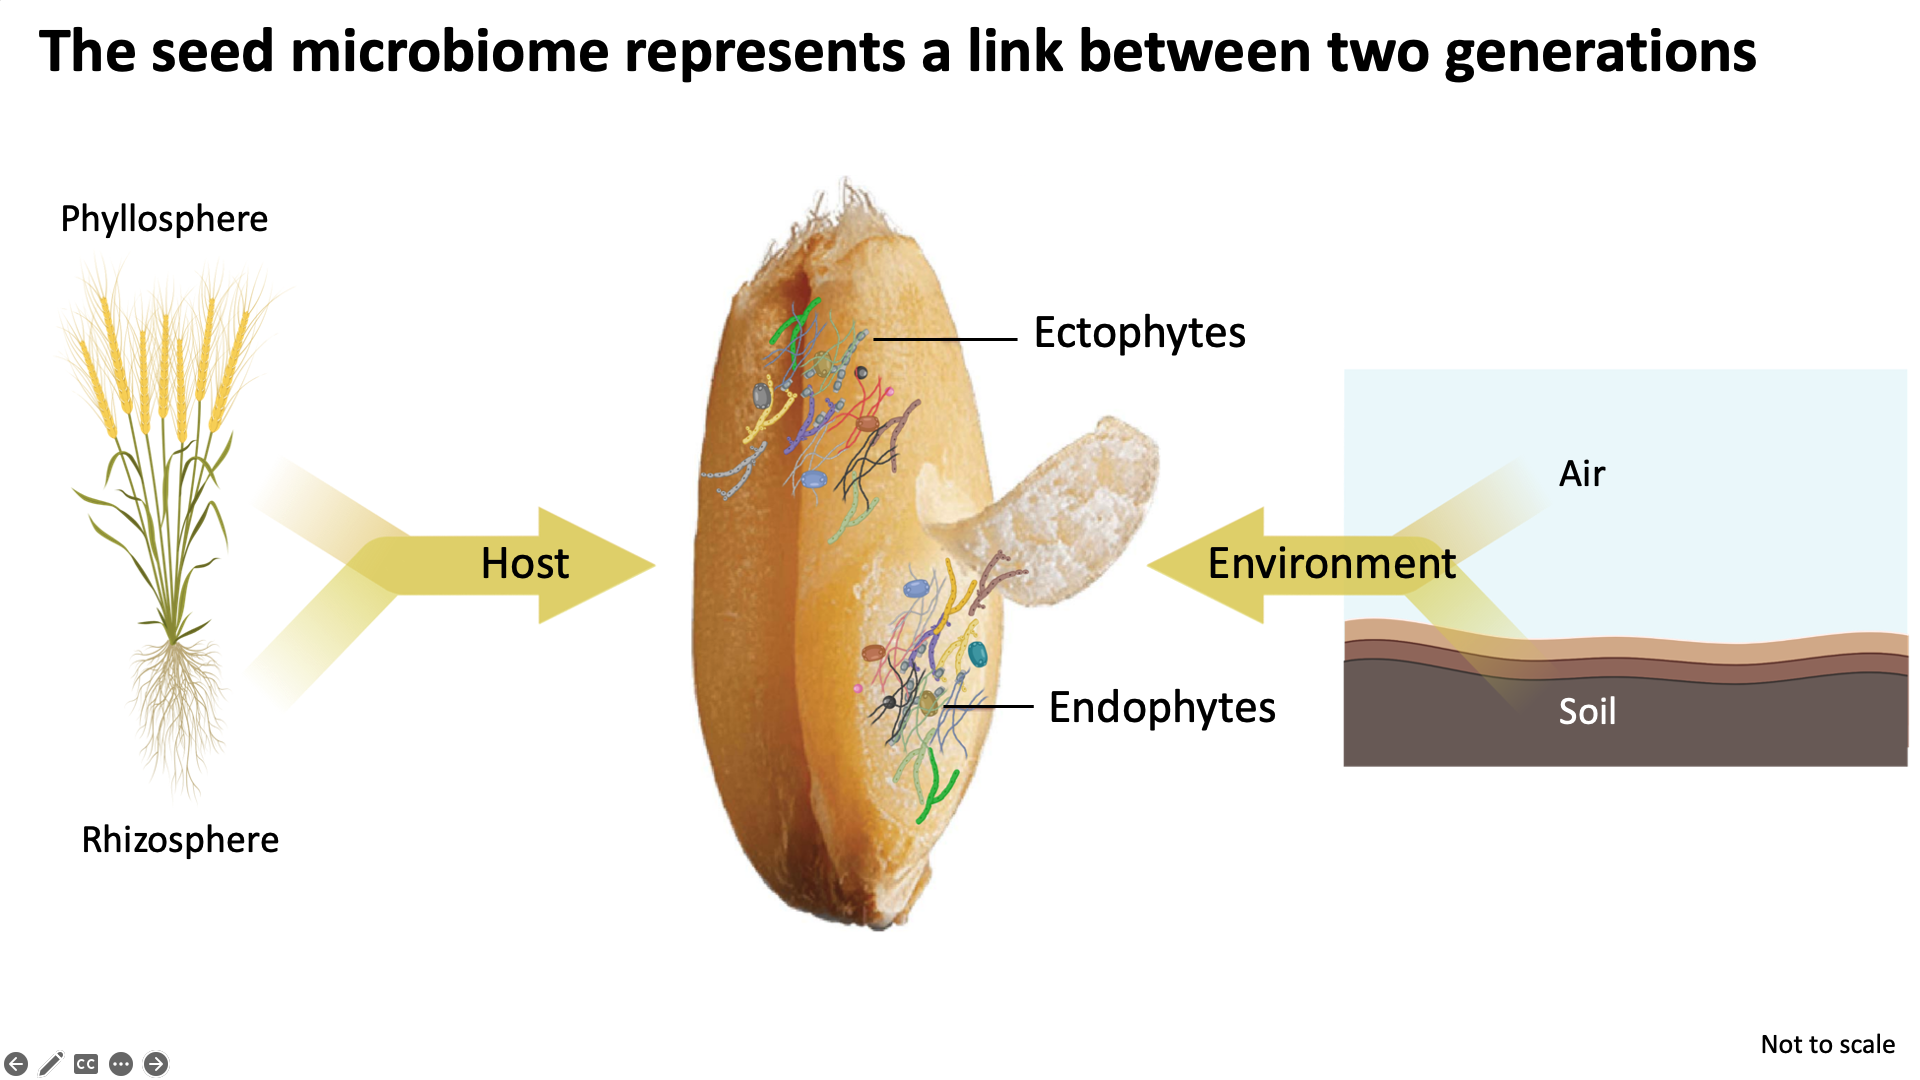 The seed microbiome represents a link between two generations
Phyllosphere
Ectophytes
Air
Host
Environment
Endophytes
Soil
Rhizosphere
Not to scale
CC